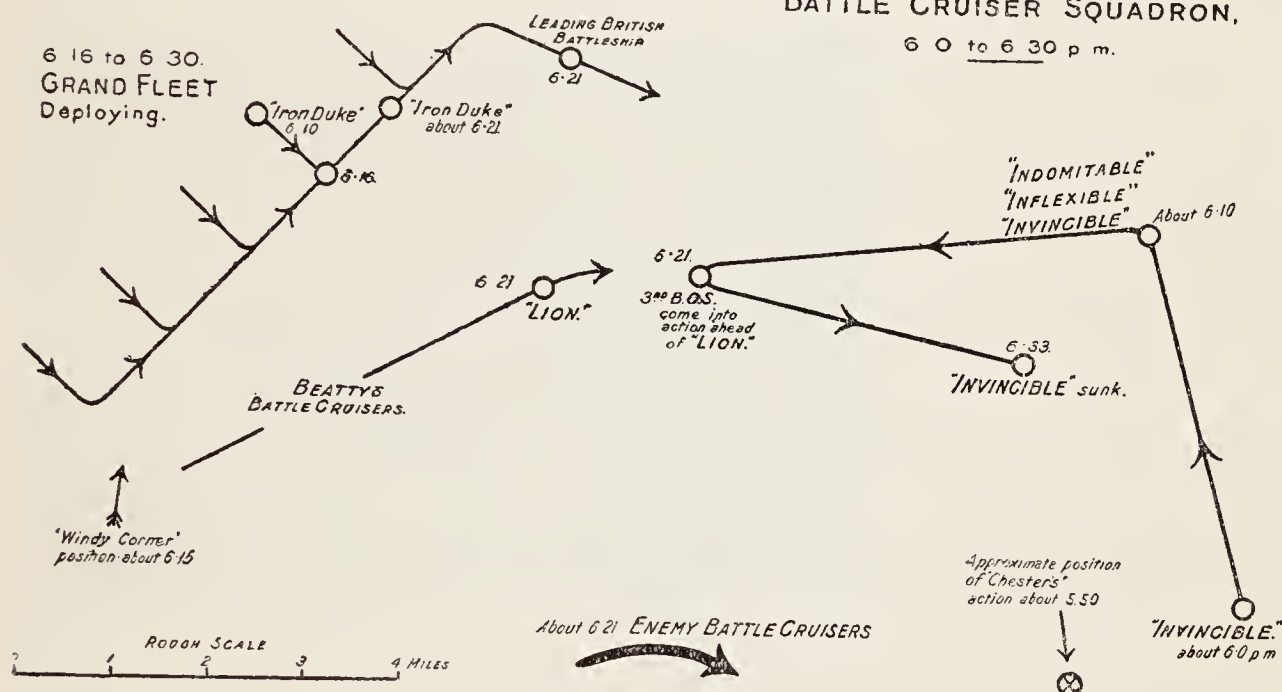 BATTLE CRUISER SQUADRON,
6 0 to 6 30 p m.
6 16 to 6 30.
GRAND FLEET
Deploying.
LEADING BRITISH
BATTLESHIP
6·21
"Iron Duke"
6 10
"Iron Duke"
about 6·21
6·16.
"INDOMITABLE"
"INFLEXIBLE"
"INVINCIBLE"
About 6·10
6·21.
3RD B.C.S.
come into
action ahead
of "LION."
6 21
"LION."
6·33.
"INVINCIBLE" sunk.
BEATTYS
BATTLE CRUISERS.
'Windy Corner'
position about 6·15
Approximate position
of "Chester's"
action about 5.50
"INVINCIBLE."
about 6·0 p m
About 6 21 ENEMY BATTLE CRUISERS
ROUGH SCALE
0 1 2 3 4 MILES